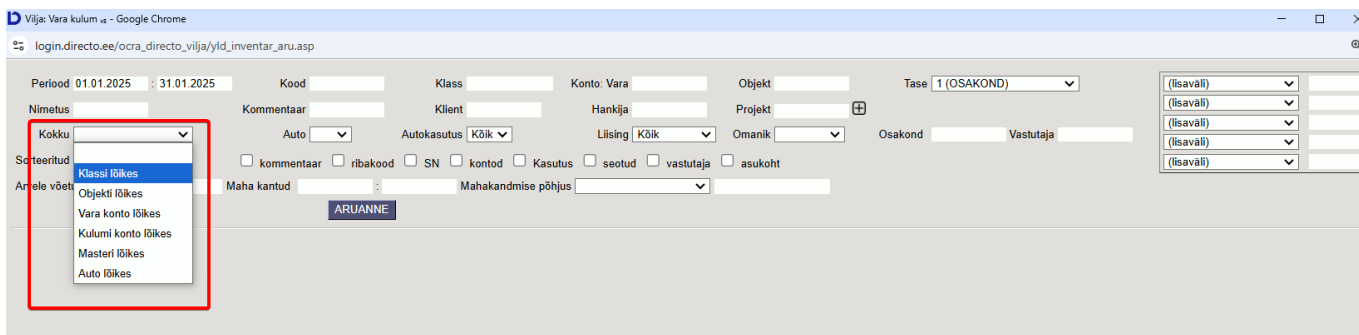 Vilja: Vara kulum vs - Google Chrome
login.directo.ee/ocra_directo_vilja/yld_inventar_aru.asp
Periood 01.01.2025 : 31.01.2025 Kood Klass Konto: Vara Objekt Tase 1 (OSAKOND) (lisaväli)
Nimetus Kommentaar Klient Hankija Projekt (lisaväli)
Kokku Auto Autokasutus Kõik Liising Kõik Omanik Osakond Vastutaja (lisaväli)
(lisaväli)
Sorteeritud kommentaar ribakood SN kontod Kasutus seotud vastutaja asukoht (lisaväli)
Klassi lõikes
Arvele võetu Maha kantud : Mahakandmise põhjus
Objekti lõikes
Vara konto lõikes ARUANNE
Kulumi konto lõikes
Masteri lõikes
Auto lõikes